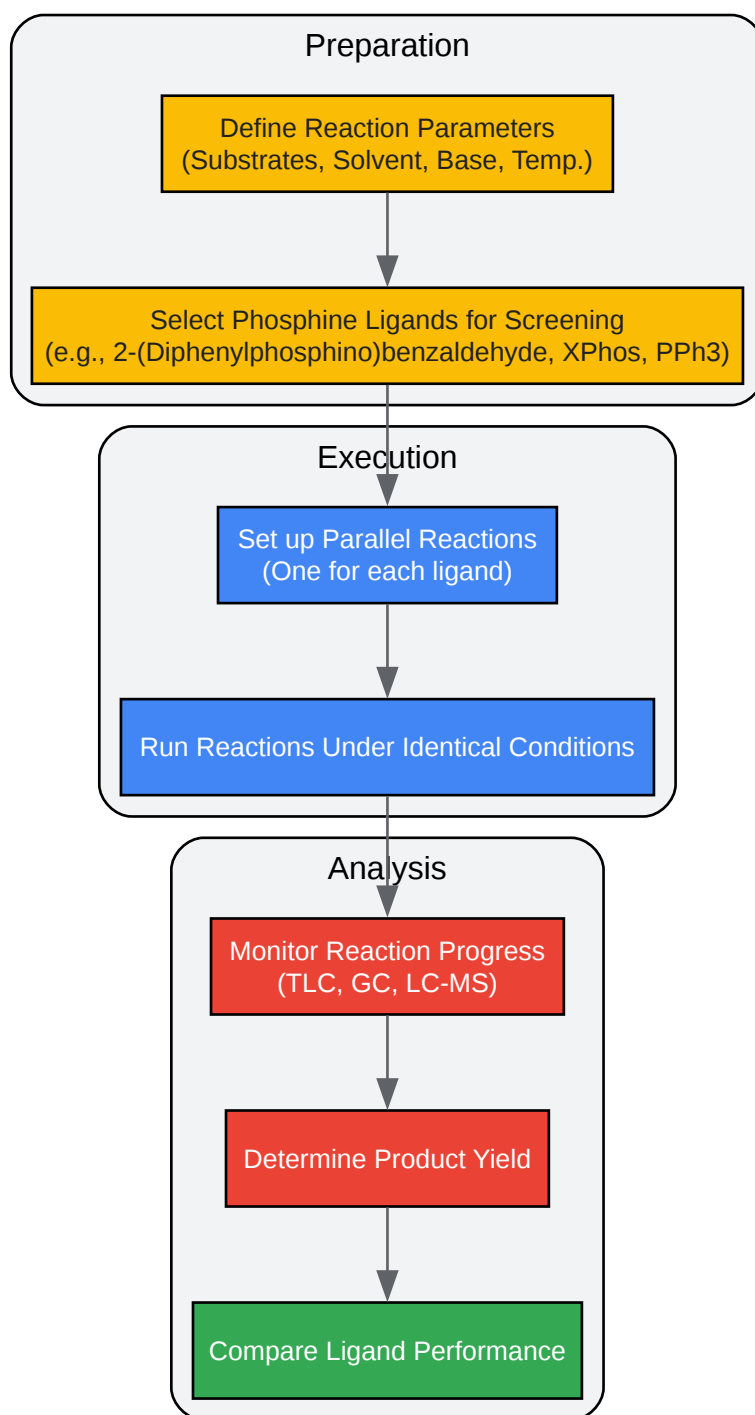 Preparation
Define Reaction Parameters
(Substrates, Solvent, Base, Temp.)
Select Phosphine Ligands for Screening
(e.g., 2-(Diphenylphosphino)benzaldehyde, XPhos, PPh3)
Execution
Set up Parallel Reactions
(One for each ligand)
Run Reactions Under Identical Conditions
Analysis
Monitor Reaction Progress
(TLC, GC, LC-MS)
Determine Product Yield
Compare Ligand Performance